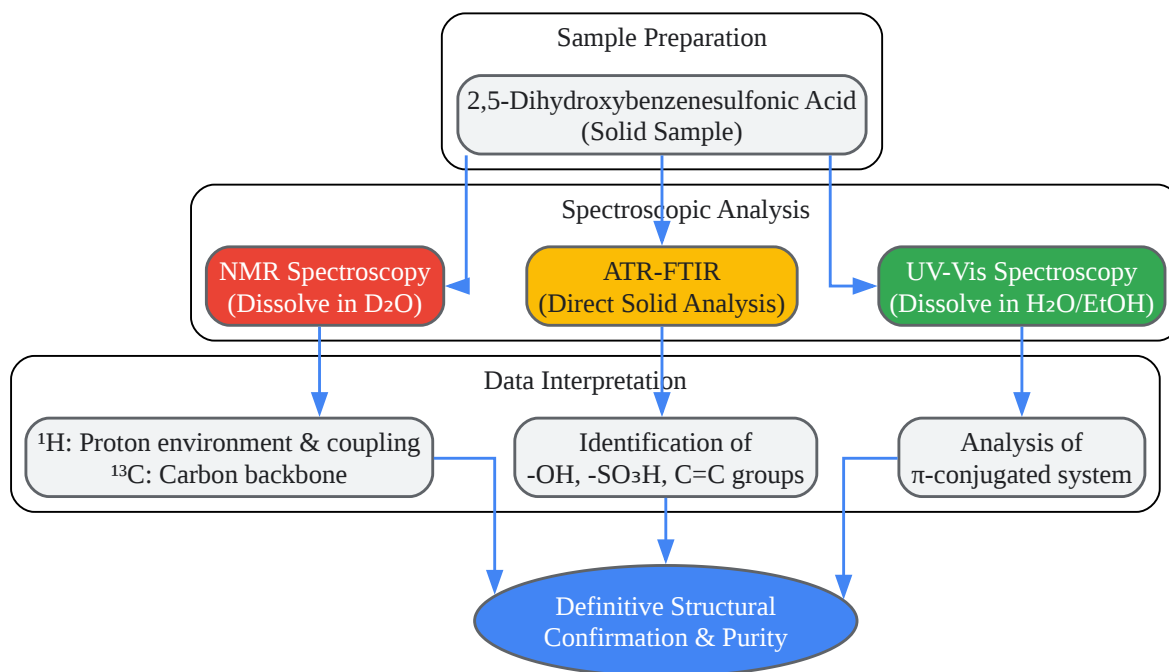 Sample Preparation
2,5-Dihydroxybenzenesulfonic Acid
(Solid Sample)
Spectroscopic Analysis
NMR Spectroscopy
(Dissolve in D₂O)
ATR-FTIR
(Direct Solid Analysis)
UV-Vis Spectroscopy
(Dissolve in H₂O/EtOH)
Data Interpretation
¹H: Proton environment & coupling
¹³C: Carbon backbone
Identification of
-OH, -SO₃H, C=C groups
Analysis of
π-conjugated system
Definitive Structural
Confirmation & Purity